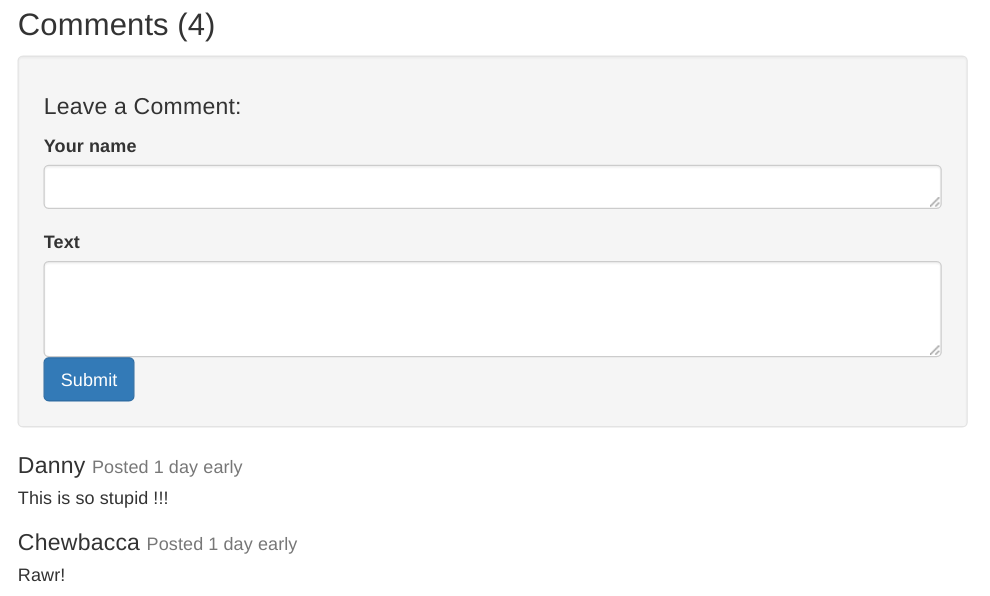 Comments (4)
Leave a Comment:
Your name
Text
Submit
Danny Posted 1 day early
This is so stupid !!!
Chewbacca Posted 1 day early
Rawr!